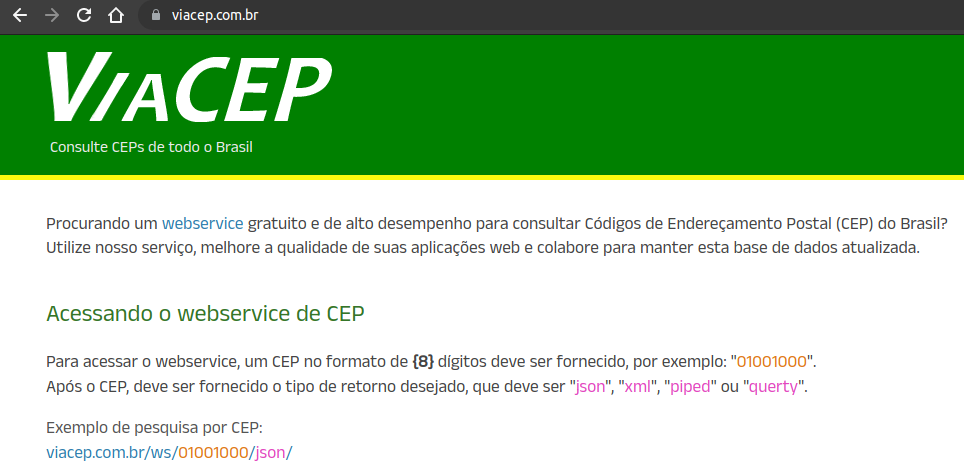 viacep.com.br
VIACEP
Consulte CEPs de todo o Brasil
Procurando um webservice gratuito e de alto desempenho para consultar Códigos de Endereçamento Postal (CEP) do Brasil?
Utilize nosso serviço, melhore a qualidade de suas aplicações web e colabore para manter esta base de dados atualizada.
Acessando o webservice de CEP
Para acessar o webservice, um CEP no formato de {8} dígitos deve ser fornecido, por exemplo: "01001000".
Após o CEP, deve ser fornecido o tipo de retorno desejado, que deve ser "json", "xml", "piped" ou "querty".
Exemplo de pesquisa por CEP:
viacep.com.br/ws/01001000/json/